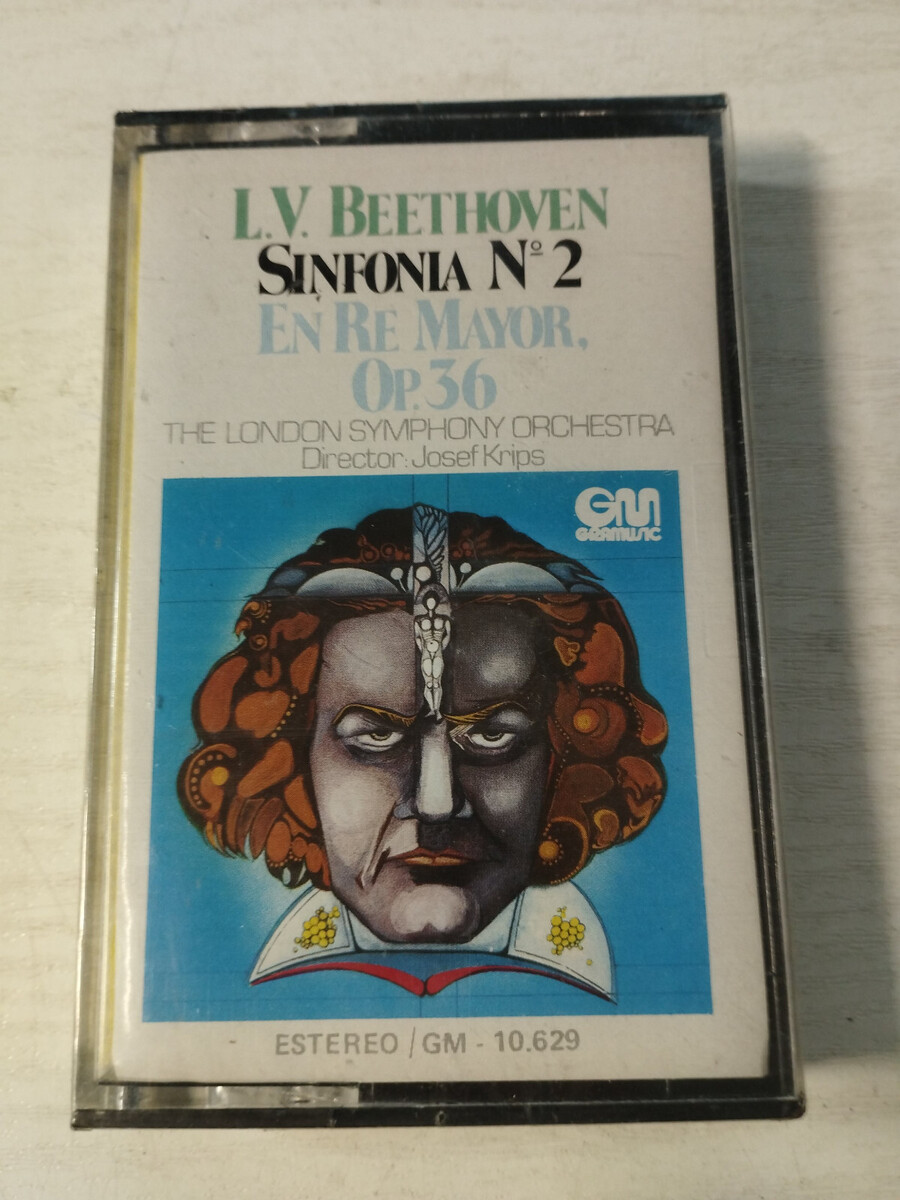 L.V. BEETHOVEN
SINFONIA Nº 2
EN RE MAYOR,
OP. 36
THE LONDON SYMPHONY ORCHESTRA
Director: Josef Krips
GM
GRAMUSIC
ESTEREO / GM - 10.629